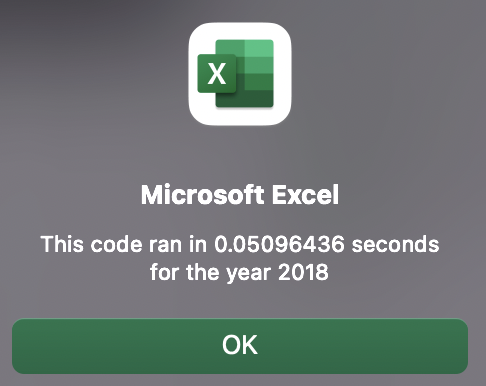 X
Microsoft Excel
This code ran in 0.05096436 seconds
for the year 2018
OK